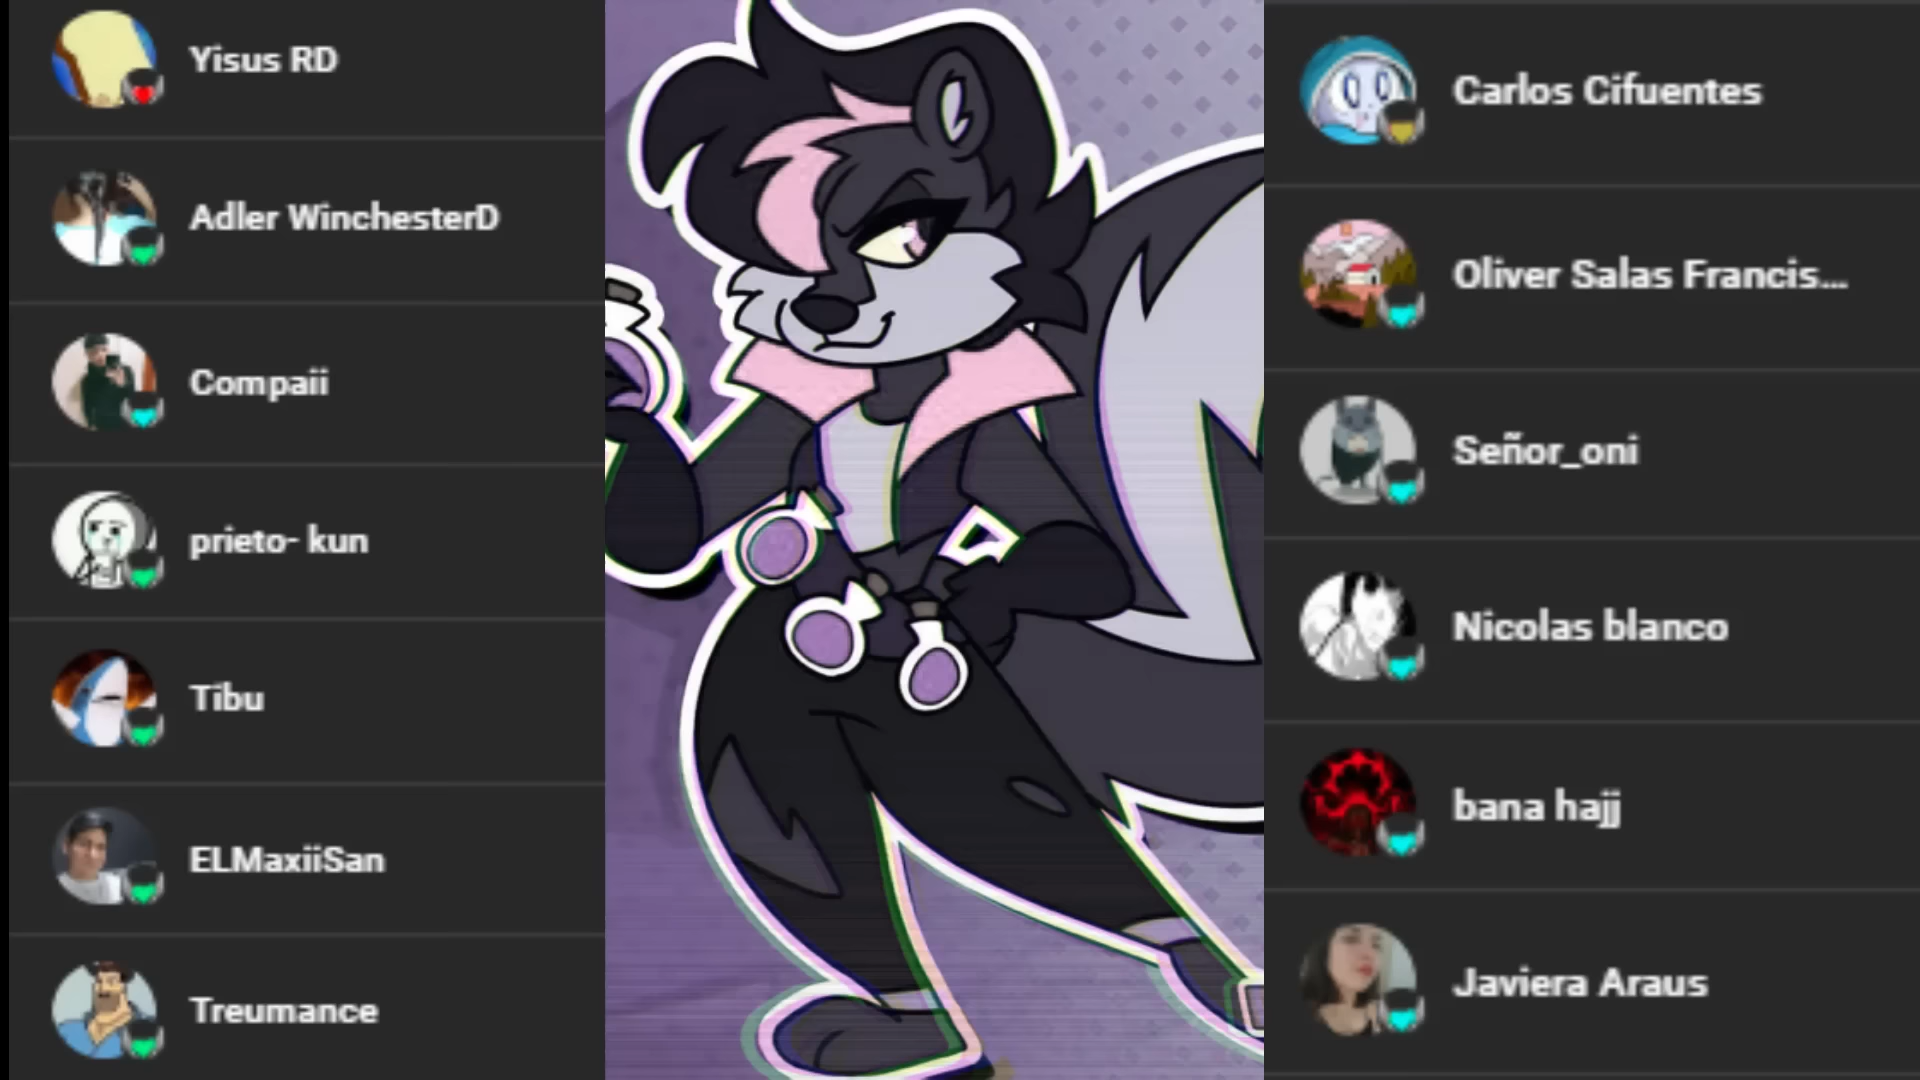 Yisus RD
Adler WinchesterD
Compaii
prieto- kun
Tibu
ELMaxiiSan
Treumance
Carlos Cifuentes
Oliver Salas Francis...
Señor_oni
Nicolas blanco
bana hajj
Javiera Araus